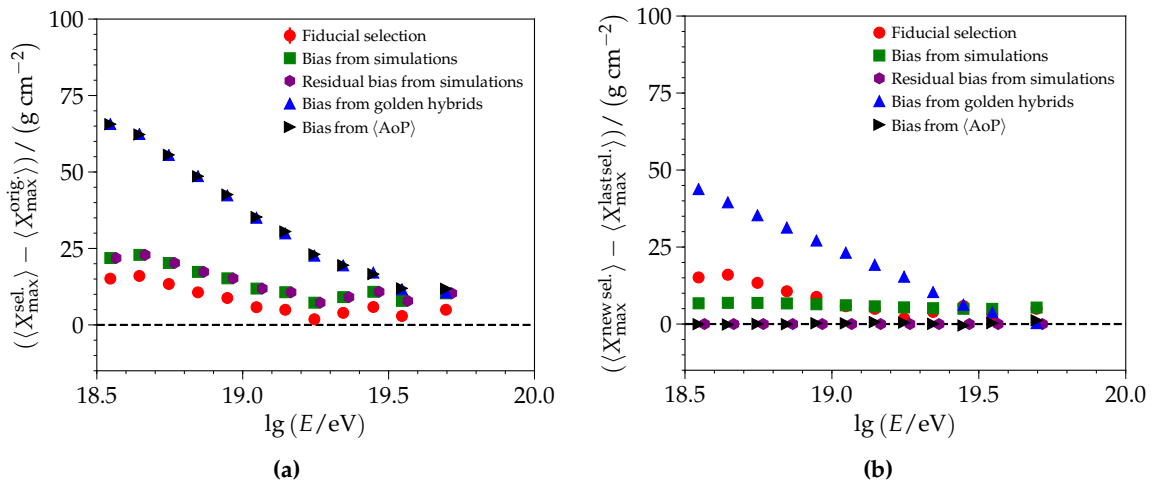 (⟨X_max^sel.⟩ − ⟨X_max^orig.⟩) / (g cm⁻²)
100
75
50
25
0
Fiducial selection
Bias from simulations
Residual bias from simulations
Bias from golden hybrids
Bias from ⟨AoP⟩
18.5 19.0 19.5 20.0
lg (E/eV)
(a)
(⟨X_max^new sel.⟩ − ⟨X_max^last sel.⟩) / (g cm⁻²)
100
75
50
25
0
Fiducial selection
Bias from simulations
Residual bias from simulations
Bias from golden hybrids
Bias from ⟨AoP⟩
18.5 19.0 19.5 20.0
lg (E/eV)
(b)